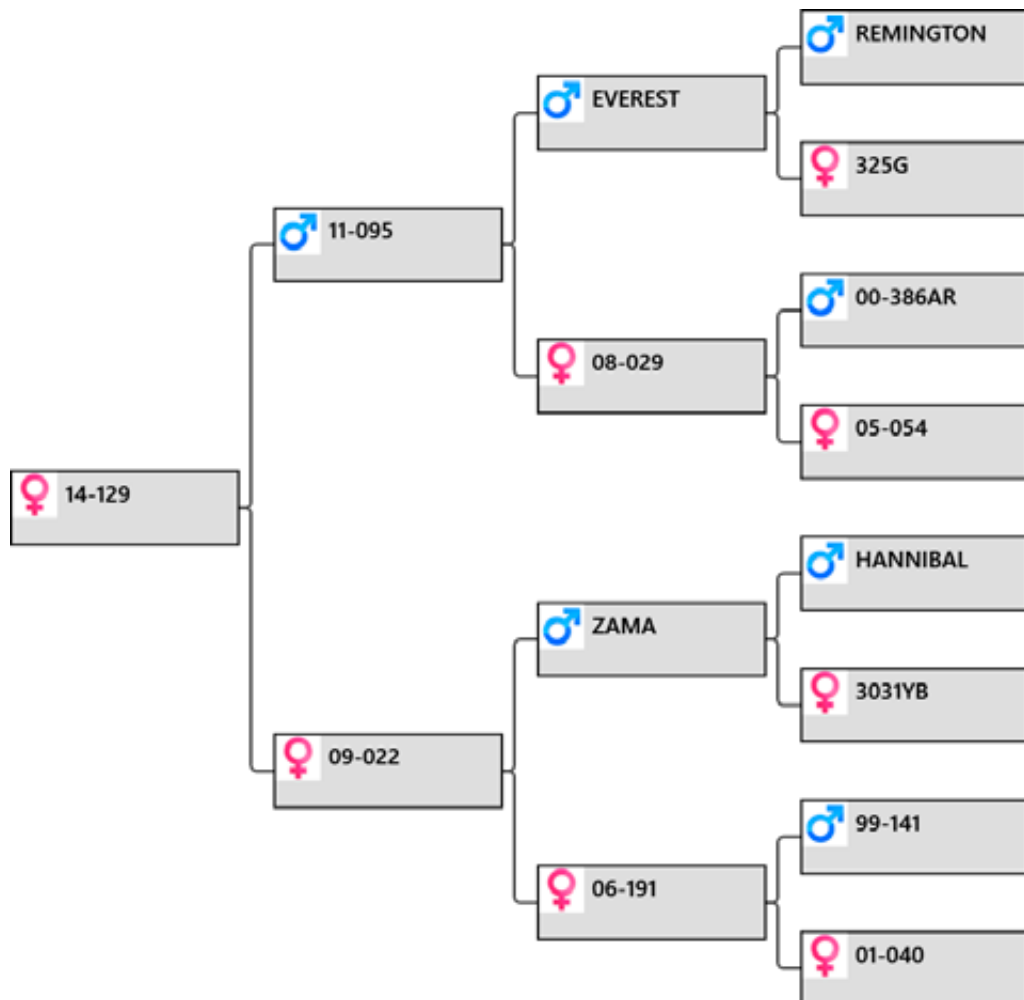 REMINGTON
EVEREST
325G
11-095
00-386AR
08-029
05-054
14-129
HANNIBAL
ZAMA
3031YB
09-022
99-141
06-191
01-040